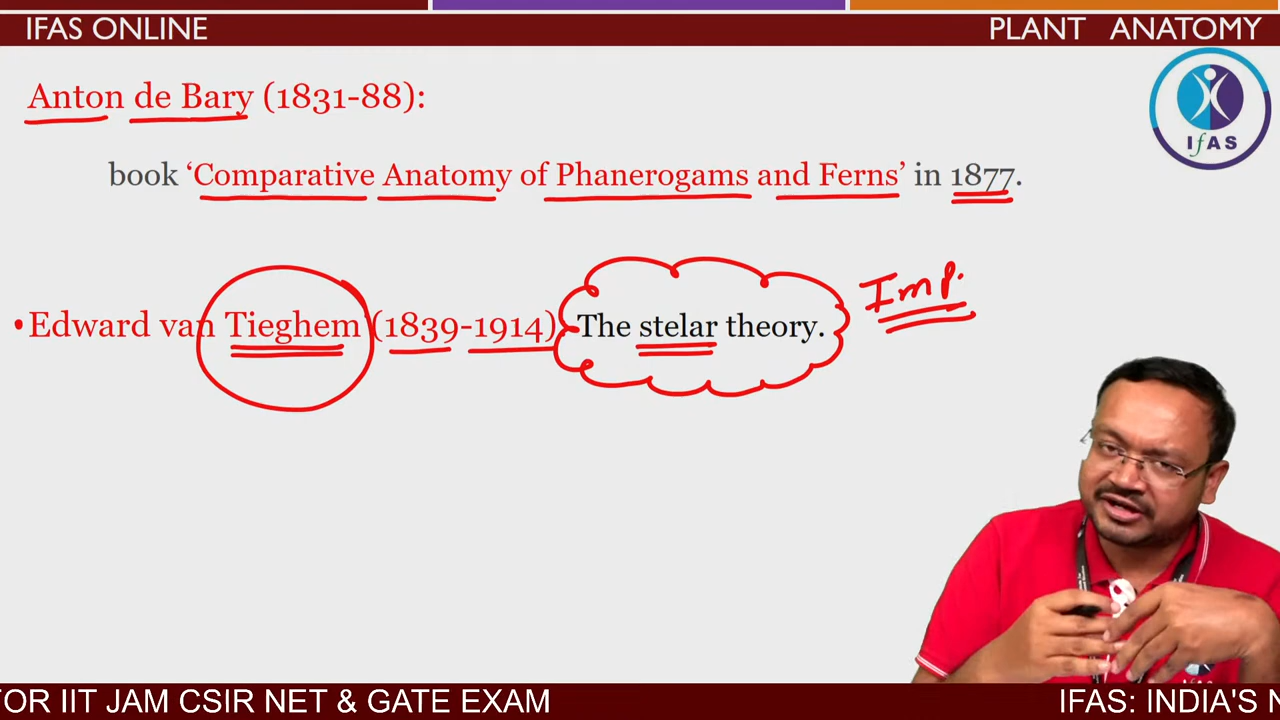 IFAS ONLINE
PLANT ANATOMY
IfAS
Anton de Bary (1831-88):
book ‘Comparative Anatomy of Phanerogams and Ferns’ in 1877.
•Edward van Tieghem (1839-1914) The stelar theory.
Imp.
FOR IIT JAM CSIR NET & GATE EXAM
IFAS: INDIA'S N